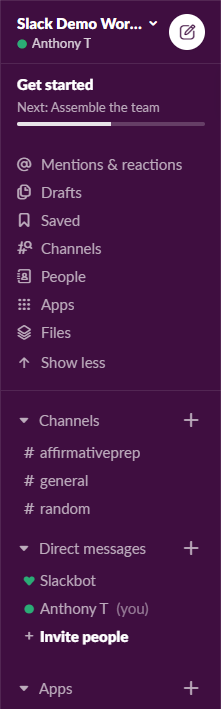 Slack Demo Wor...
Anthony T
Get started
Next: Assemble the team
Mentions & reactions
Drafts
Saved
Channels
People
Apps
Files
Show less
Channels
# affirmativeprep
# general
# random
Direct messages
Slackbot
Anthony T (you)
+ Invite people
Apps